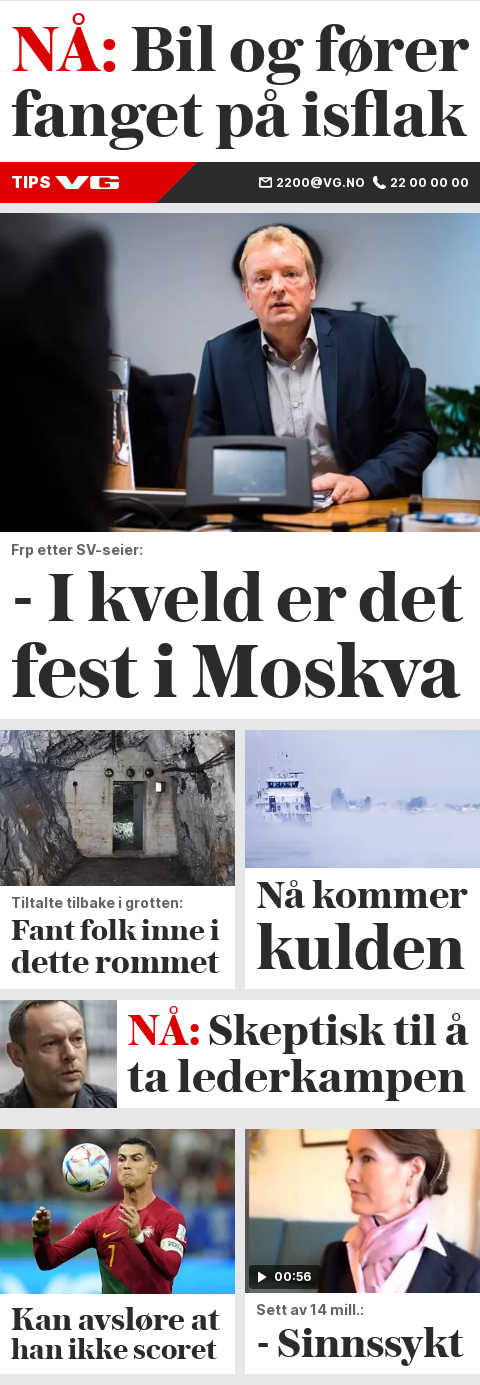 NÅ: Bil og fører
fanget på isflak
TIPS VG 2200@VG.NO 22 00 00 00
Frp etter SV-seier:
- I kveld er det
fest i Moskva
Tiltalte tilbake i grotten:
Fant folk inne i
dette rommet
Nå kommer
kulden
NÅ: Skeptisk til å
ta lederkampen
7
Kan avsløre at
han ikke scoret
00:56
Sett av 14 mill.:
- Sinnssykt